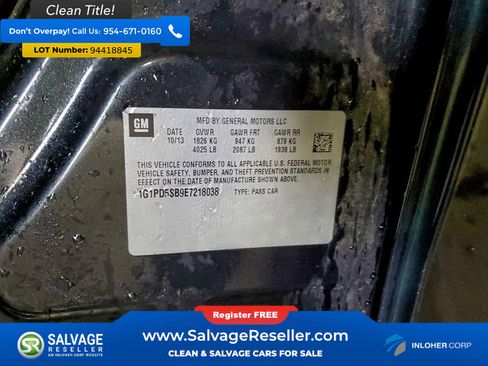 Clean Title!
Don't Overpay! Call Us: 954-671-0160
LOT Number: 94418845
GM
MFD BY GENERAL MOTORS LLC
DATE GVWR GAWR FRT GAWR RR
10/13 1826 KG 947 KG 879 KG
4025 LB 2087 LB 1938 LB
THIS VEHICLE CONFORMS TO ALL APPLICABLE U.S. FEDERAL MOTOR
VEHICLE SAFETY, BUMPER, AND THEFT PREVENTION STANDARDS IN
EFFECT ON THE DATE OF MANUFACTURE SHOWN ABOVE.
1G1PD5SB9E7218038 TYPE: PASS CAR
Register FREE
www.SalvageReseller.com
CLEAN & SALVAGE CARS FOR SALE
SALVAGE
RESELLER
AN INLOHER CORP WEBSITE
INLOHER CORP